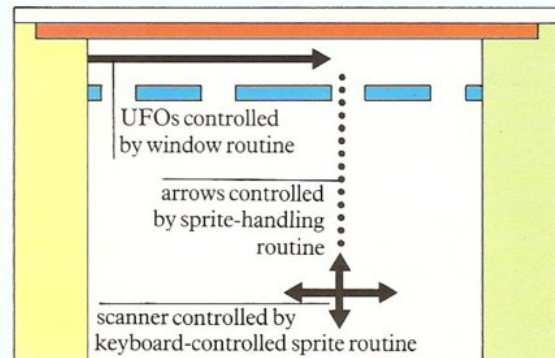 UFOs controlled
by window routine
arrows controlled
by sprite-handling
routine
scanner controlled by
keyboard-controlled sprite routine